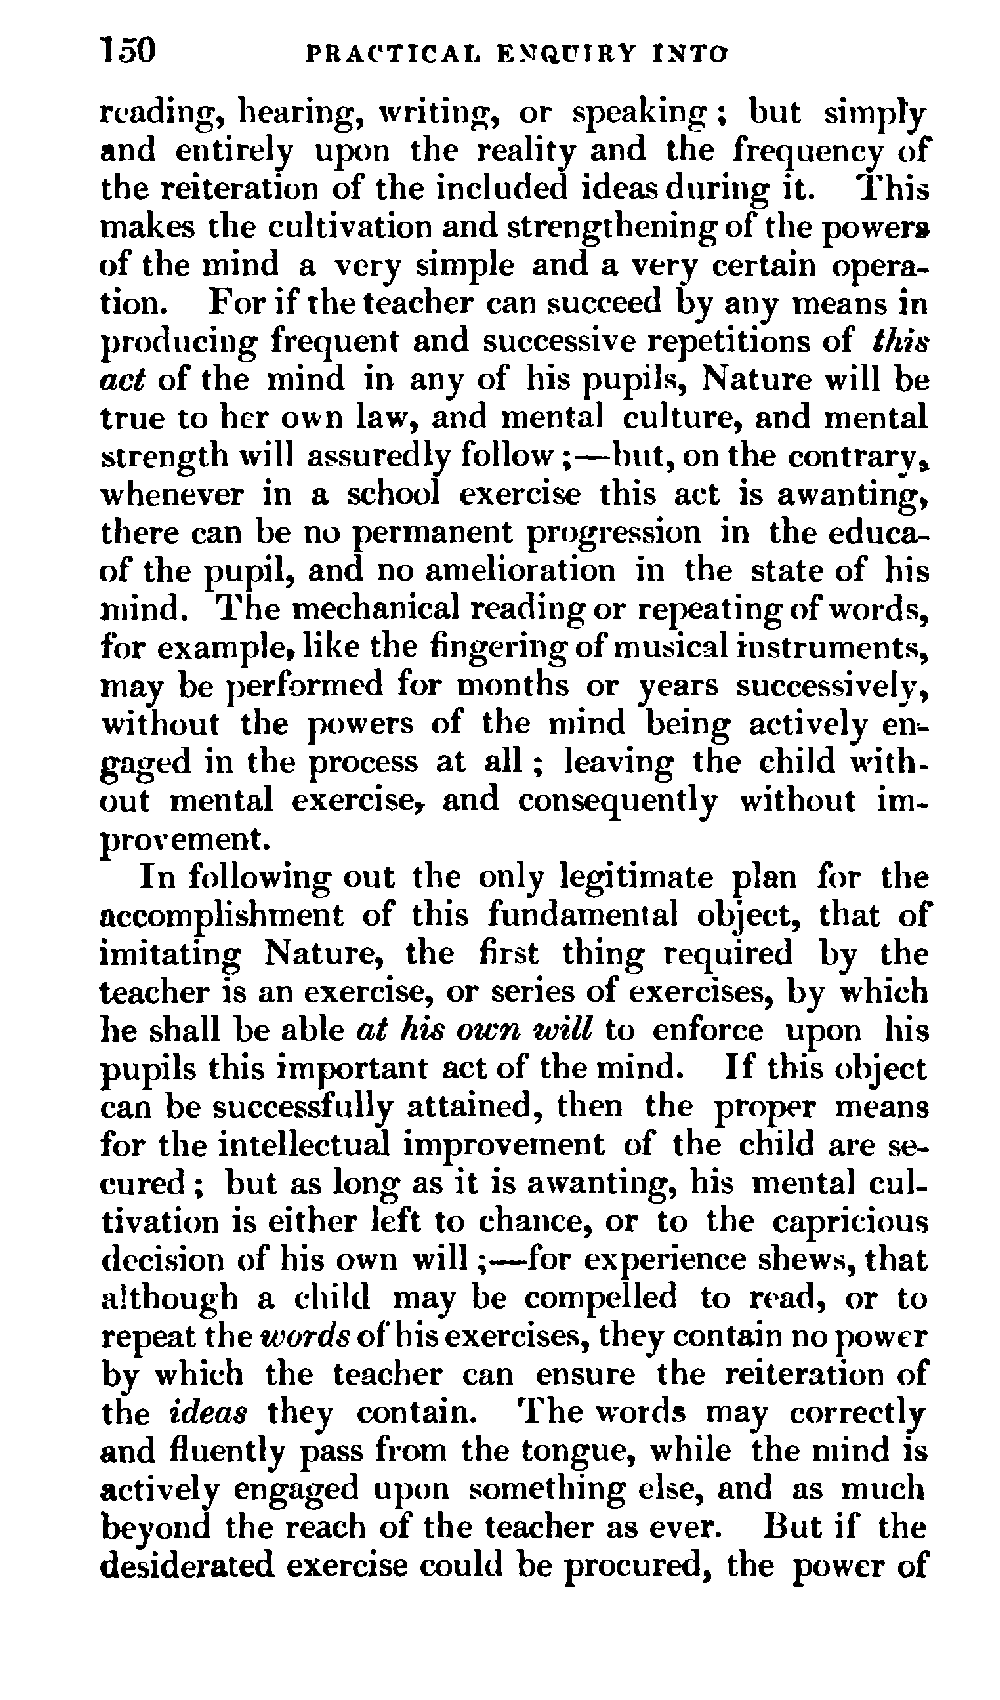 150 PRACTICAL ENQUIRY INTO
reading, hearing, writing, or speaking; but simply
and entirely upon the reality and the frequency of
the reiteration of the included ideas during it. This
makes the cultivation and strengthening of the powers
of the mind a very simple and a very certain opera-
tion. For if the teacher can succeed by any means in
producing frequent and successive repetitions of this
act of the mind in any of his pupils, Nature will be
true to her own law, and mental culture, and mental
strength will assuredly follow;—but, on the contrary,
whenever in a school exercise this act is awanting,
there can be no permanent progression in the educa-
of the pupil, and no amelioration in the state of his
mind. The mechanical reading or repeating of words,
for example, like the fingering of musical instruments,
may be performed for months or years successively,
without the powers of the mind being actively en-
gaged in the process at all; leaving the child with-
out mental exercise, and consequently without im-
provement.
In following out the only legitimate plan for the
accomplishment of this fundamental object, that of
imitating Nature, the first thing required by the
teacher is an exercise, or series of exercises, by which
he shall be able at his own will to enforce upon his
pupils this important act of the mind. If this object
can be successfully attained, then the proper means
for the intellectual improvement of the child are se-
cured; but as long as it is awanting, his mental cul-
tivation is either left to chance, or to the capricious
decision of his own will;—for experience shews, that
although a child may be compelled to read, or to
repeat the words of his exercises, they contain no power
by which the teacher can ensure the reiteration of
the ideas they contain. The words may correctly
and fluently pass from the tongue, while the mind is
actively engaged upon something else, and as much
beyond the reach of the teacher as ever. But if the
desiderated exercise could be procured, the power of